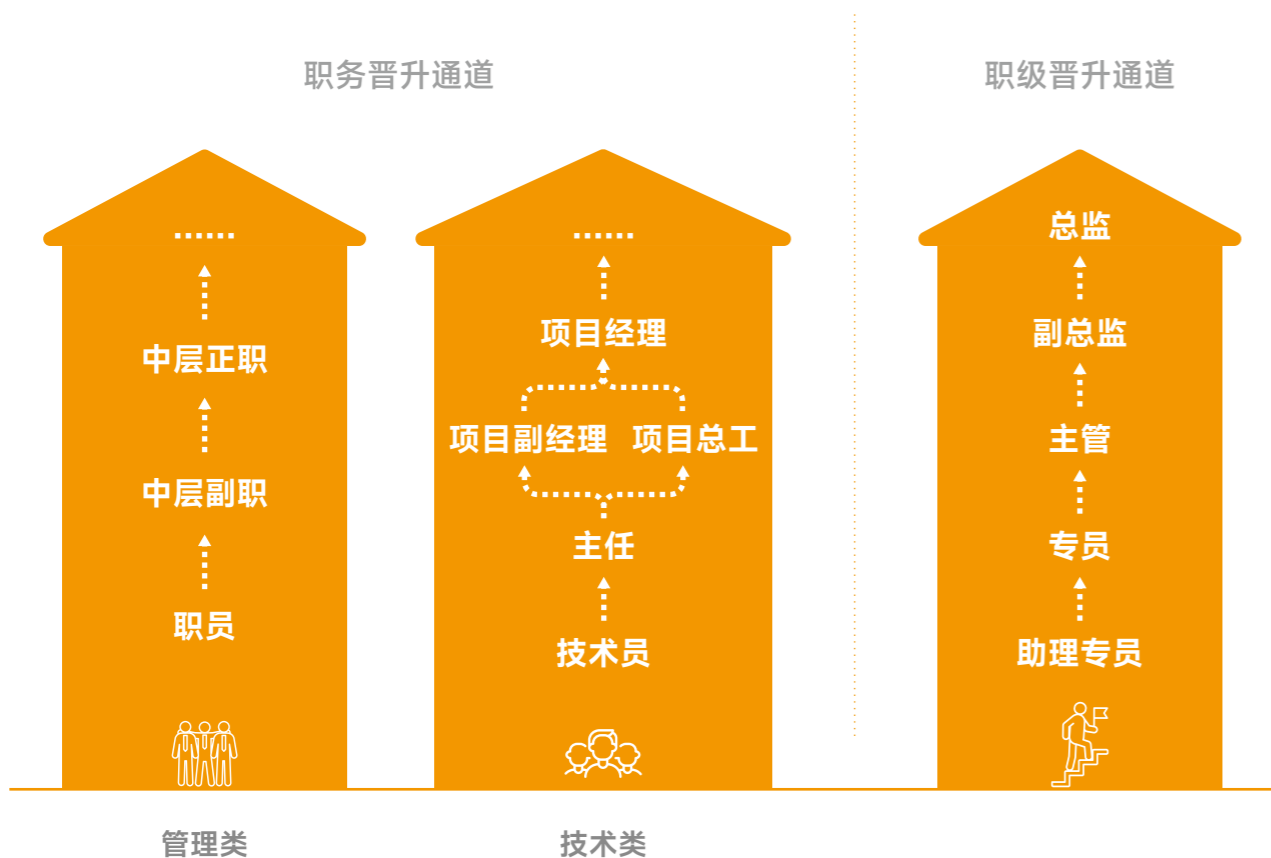 职务晋升通道
职级晋升通道
······
中层正职
中层副职
职员
管理类
······
项目经理
项目副经理 项目总工
主任
技术员
技术类
总监
副总监
主管
专员
助理专员